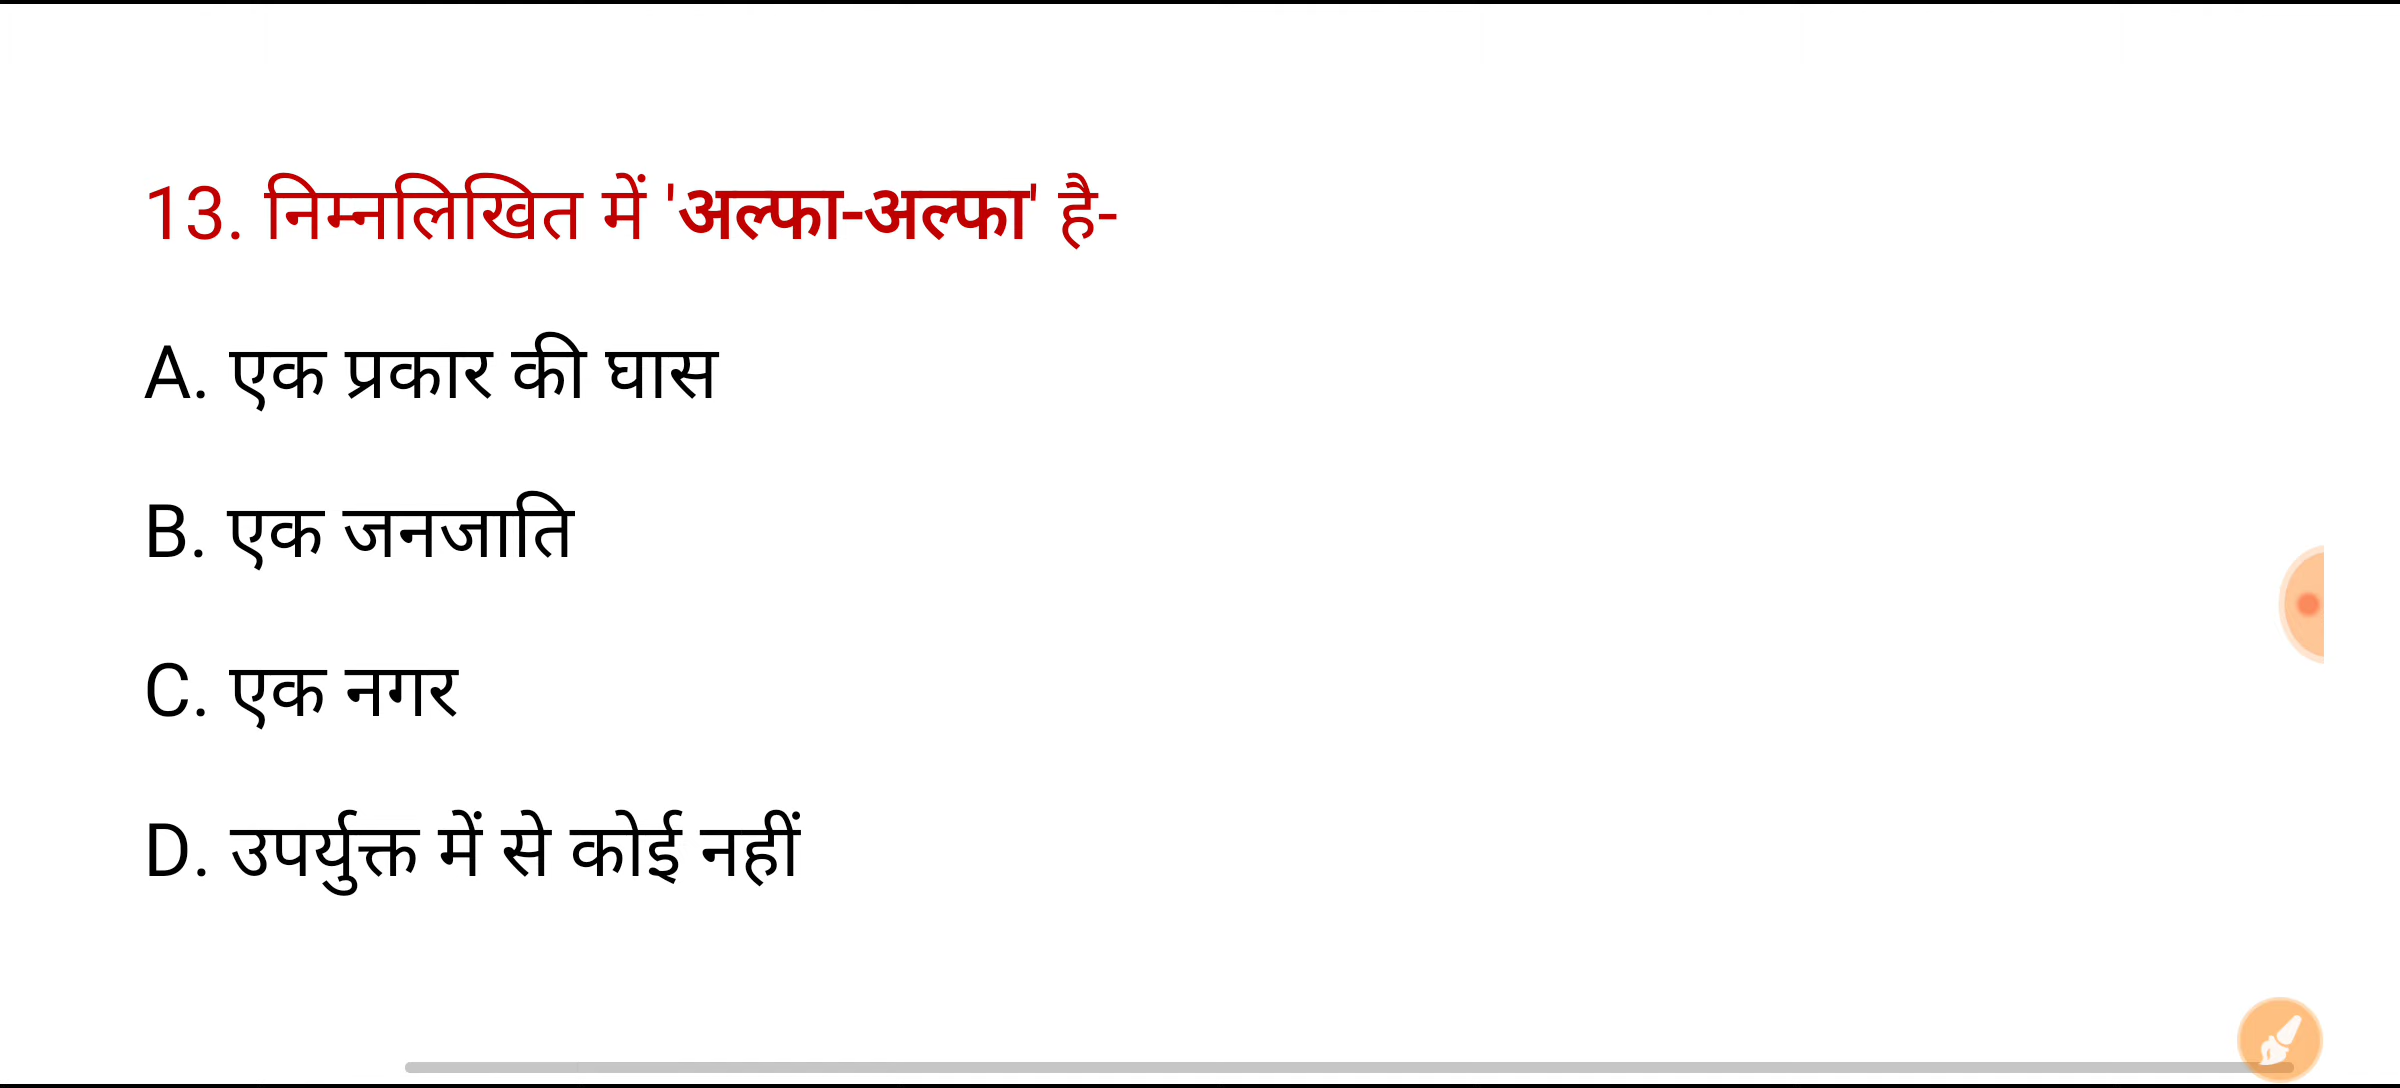 13. निम्नलिखित में 'अल्फा-अल्फा' है-
A. एक प्रकार की घास
B. एक जनजाति
C. एक नगर
D. उपर्युक्त में से कोई नहीं